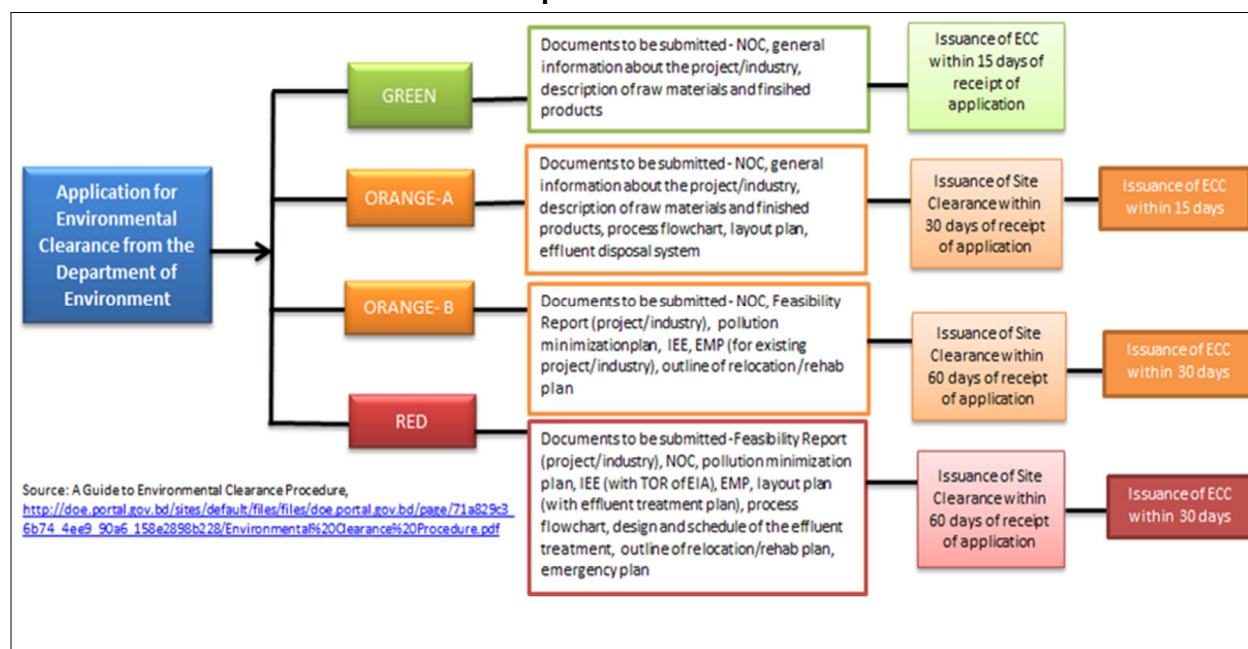 Application for
Environmental
Clearance from the
Department of
Environment
GREEN
Documents to be submitted - NOC, general
information about the project/industry,
description of raw materials and finsihed
products
Issuance of ECC
within 15 days of
receipt of
application
ORANGE-A
Documents to be submitted - NOC, general
information about the project/industry,
description of raw materials and finished
products, process flowchart, layout plan,
effluent disposal system
Issuance of Site
Clearance within
30 days of receipt
of application
Issuance of ECC
within 15 days
ORANGE- B
Documents to be submitted - NOC, Feasibility
Report (project/industry), pollution
minimizationplan, IEE, EMP (for existing
project/industry), outline of relocation/rehab
plan
Issuance of Site
Clearance within
60 days of receipt
of application
Issuance of ECC
within 30 days
RED
Documents to be submitted -Feasibility Report
(project/industry), NOC, pollution minimization
plan, IEE (with TOR of EIA), EMP, layout plan
(with effluent treatment plan), process
flowchart, design and schedule of the effluent
treatment, outline of relocation/rehab plan,
emergency plan
Issuance of Site
Clearance within
60 days of receipt
of application
Issuance of ECC
within 30 days
Source: A Guide to Environmental Clearance Procedure,
http://doe.portal.gov.bd/sites/default/files/files/doe.portal.gov.bd/page/71a829c3_
6b74_4ee9_90a6_158e2898b228/Environmental%20Clearance%20Procedure.pdf